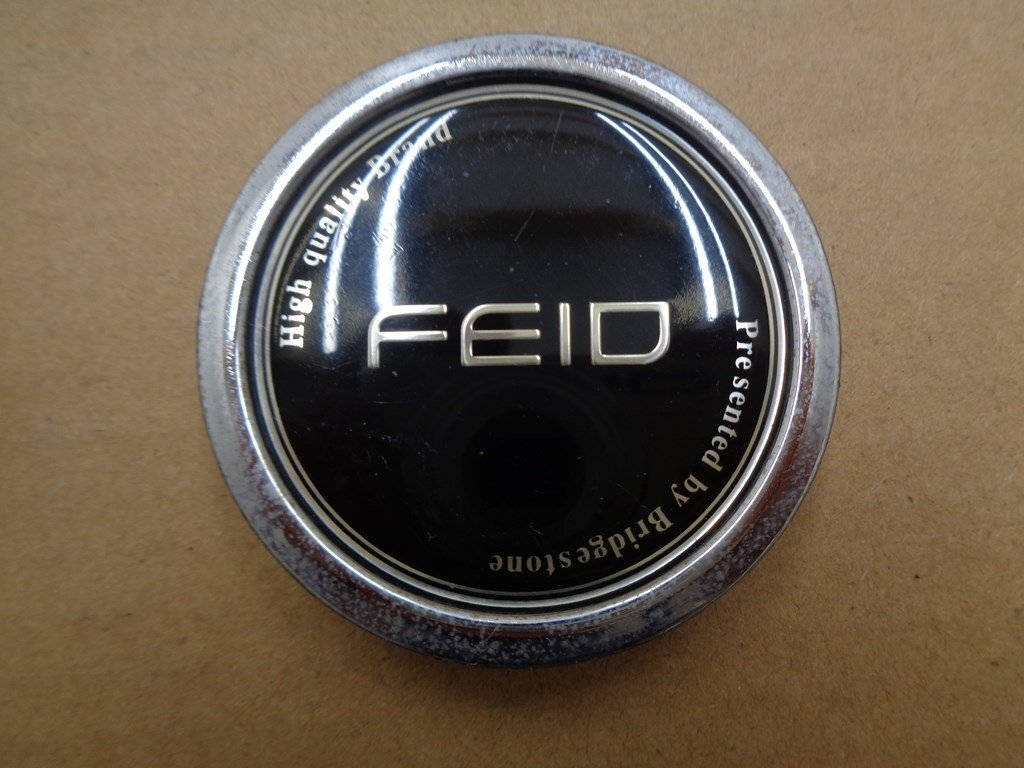 High quality Brand
FEID
Presented by Bridgestone